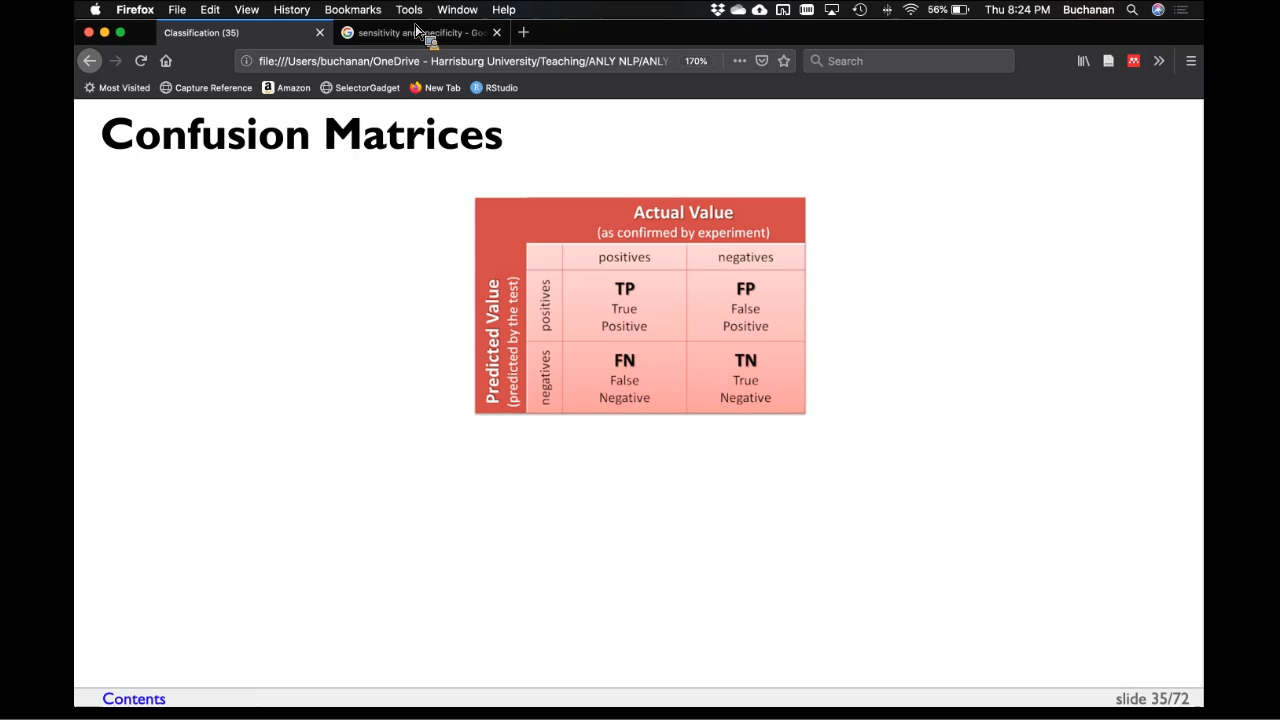 Firefox File Edit View History Bookmarks Tools Window Help 56% Thu 8:24 PM Buchanan
Classification (35) sensitivity and specificity - Goo
file:///Users/buchanan/OneDrive - Harrisburg University/Teaching/ANLY NLP/ANLY 170% Search
Most Visited Capture Reference Amazon SelectorGadget New Tab RStudio
Confusion Matrices
Actual Value
(as confirmed by experiment)
positives negatives
Predicted Value
(predicted by the test)
positives
TP FP
True False
Positive Positive
negatives
FN TN
False True
Negative Negative
Contents slide 35/72